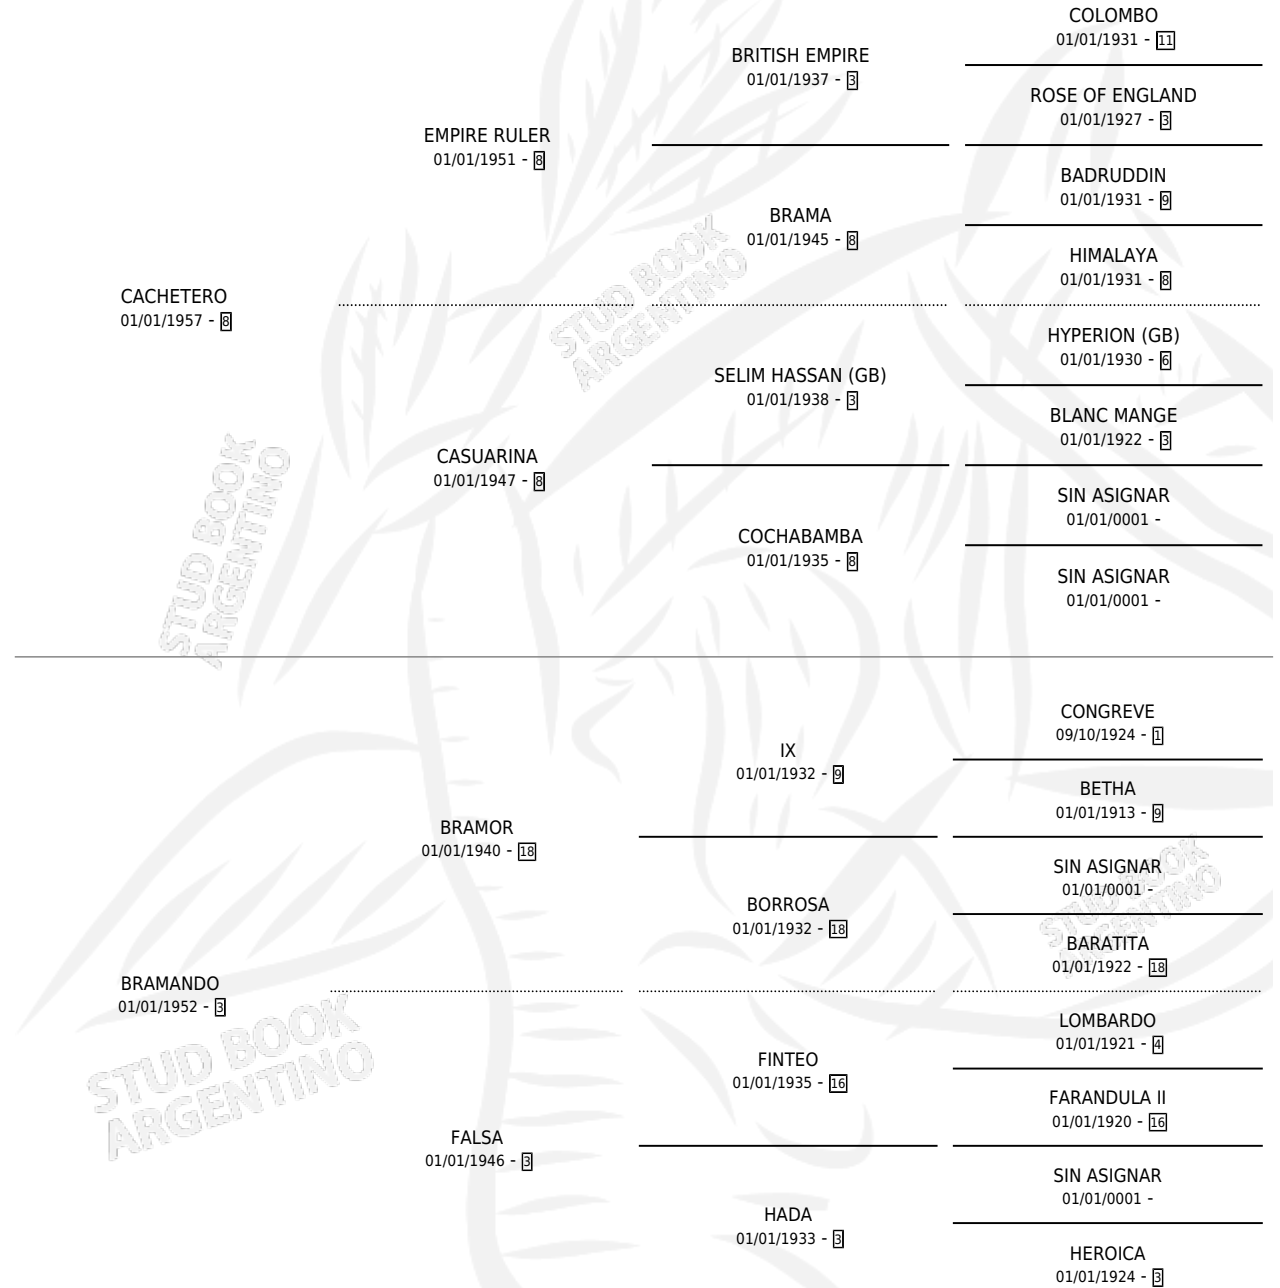 COLOMBO
01/01/1931 - 11
BRITISH EMPIRE
01/01/1937 - 3
ROSE OF ENGLAND
01/01/1927 - 3
EMPIRE RULER
01/01/1951 - 8
BADRUDDIN
01/01/1931 - 9
BRAMA
01/01/1945 - 8
HIMALAYA
01/01/1931 - 8
CACHETERO
01/01/1957 - 8
HYPERION (GB)
01/01/1930 - 6
SELIM HASSAN (GB)
01/01/1938 - 3
BLANC MANGE
01/01/1922 - 3
CASUARINA
01/01/1947 - 8
SIN ASIGNAR
01/01/0001 -
COCHABAMBA
01/01/1935 - 8
SIN ASIGNAR
01/01/0001 -
CONGREVE
09/10/1924 - 1
IX
01/01/1932 - 9
BETHA
01/01/1913 - 9
BRAMOR
01/01/1940 - 18
SIN ASIGNAR
01/01/0001 -
BORROSA
01/01/1932 - 18
BARATITA
01/01/1922 - 18
BRAMANDO
01/01/1952 - 3
LOMBARDO
01/01/1921 - 4
FINTEO
01/01/1935 - 16
FARANDULA II
01/01/1920 - 16
FALSA
01/01/1946 - 3
SIN ASIGNAR
01/01/0001 -
HADA
01/01/1933 - 3
HEROICA
01/01/1924 - 3
STUD BOOK
ARGENTINO
STUD BOOK
ARGENTINO
STUD BOOK
ARGENTINO
STUD BOOK
ARGENTINO